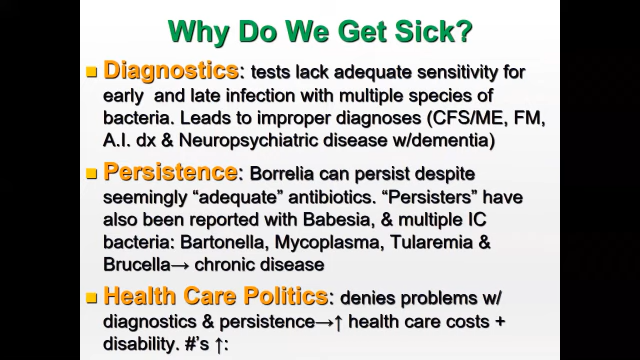 Why Do We Get Sick?
Diagnostics: tests lack adequate sensitivity for
early and late infection with multiple species of
bacteria. Leads to improper diagnoses (CFS/ME, FM,
A.I. dx & Neuropsychiatric disease w/dementia)
Persistence: Borrelia can persist despite
seemingly “adequate” antibiotics. “Persisters” have
also been reported with Babesia, & multiple IC
bacteria: Bartonella, Mycoplasma, Tularemia &
Brucella→ chronic disease
Health Care Politics: denies problems w/
diagnostics & persistence→↑ health care costs +
disability. #’s ↑: